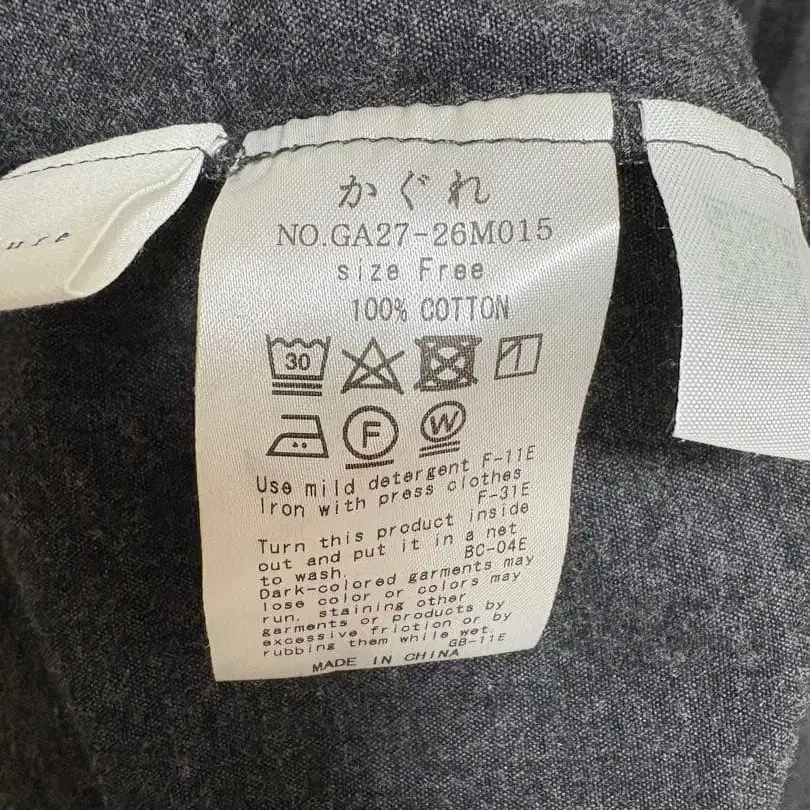 ure
かぐれ
NO.GA27-26M015
size Free
100% COTTON
30
F W
Use mild detergent F-11E
Iron with press clothes
F-31E
Turn this product inside
out and put it in a net
to wash. BC-04E
Dark-colored garments may
lose color or colors may
run, staining other
garments or products by
excessive friction or by
rubbing them while wet.
GB-11E
MADE IN CHINA